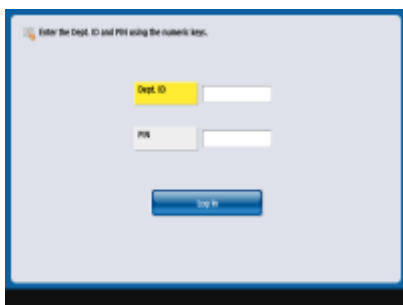 Enter the Dept. ID and PIN using the numeric keys.
Dept. ID
PIN
Log In